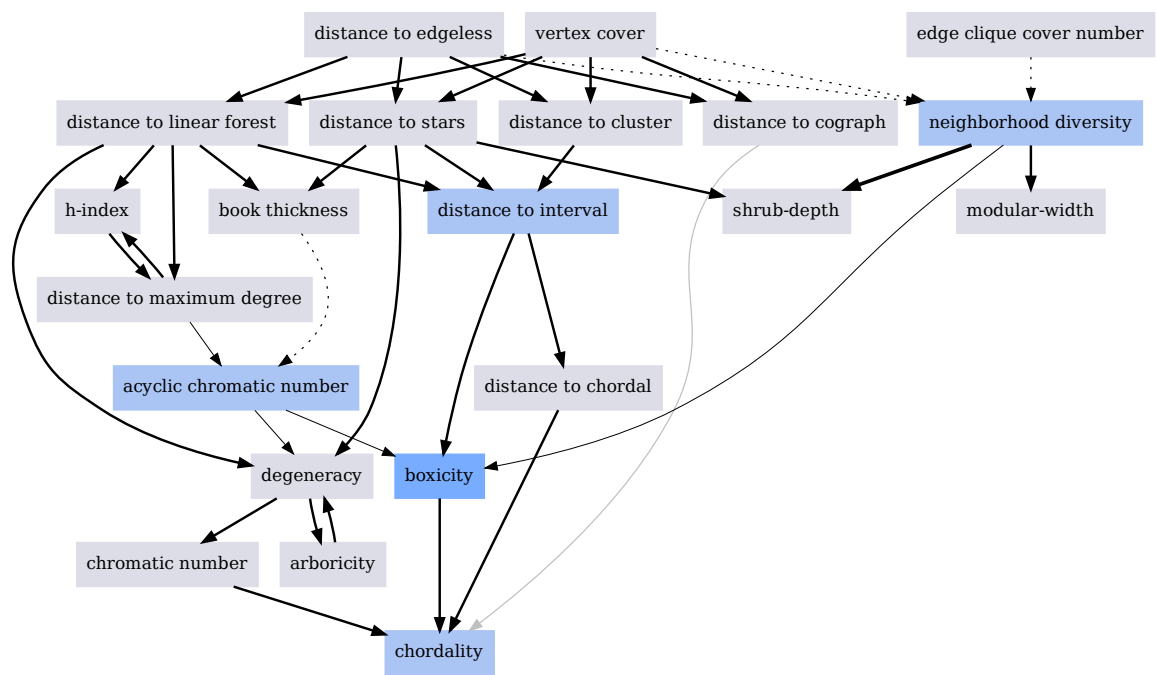 distance to edgeless
vertex cover
edge clique cover number
distance to linear forest
distance to stars
distance to cluster
distance to cograph
neighborhood diversity
h-index
book thickness
distance to interval
shrub-depth
modular-width
distance to maximum degree
acyclic chromatic number
distance to chordal
degeneracy
boxicity
chromatic number
arboricity
chordality